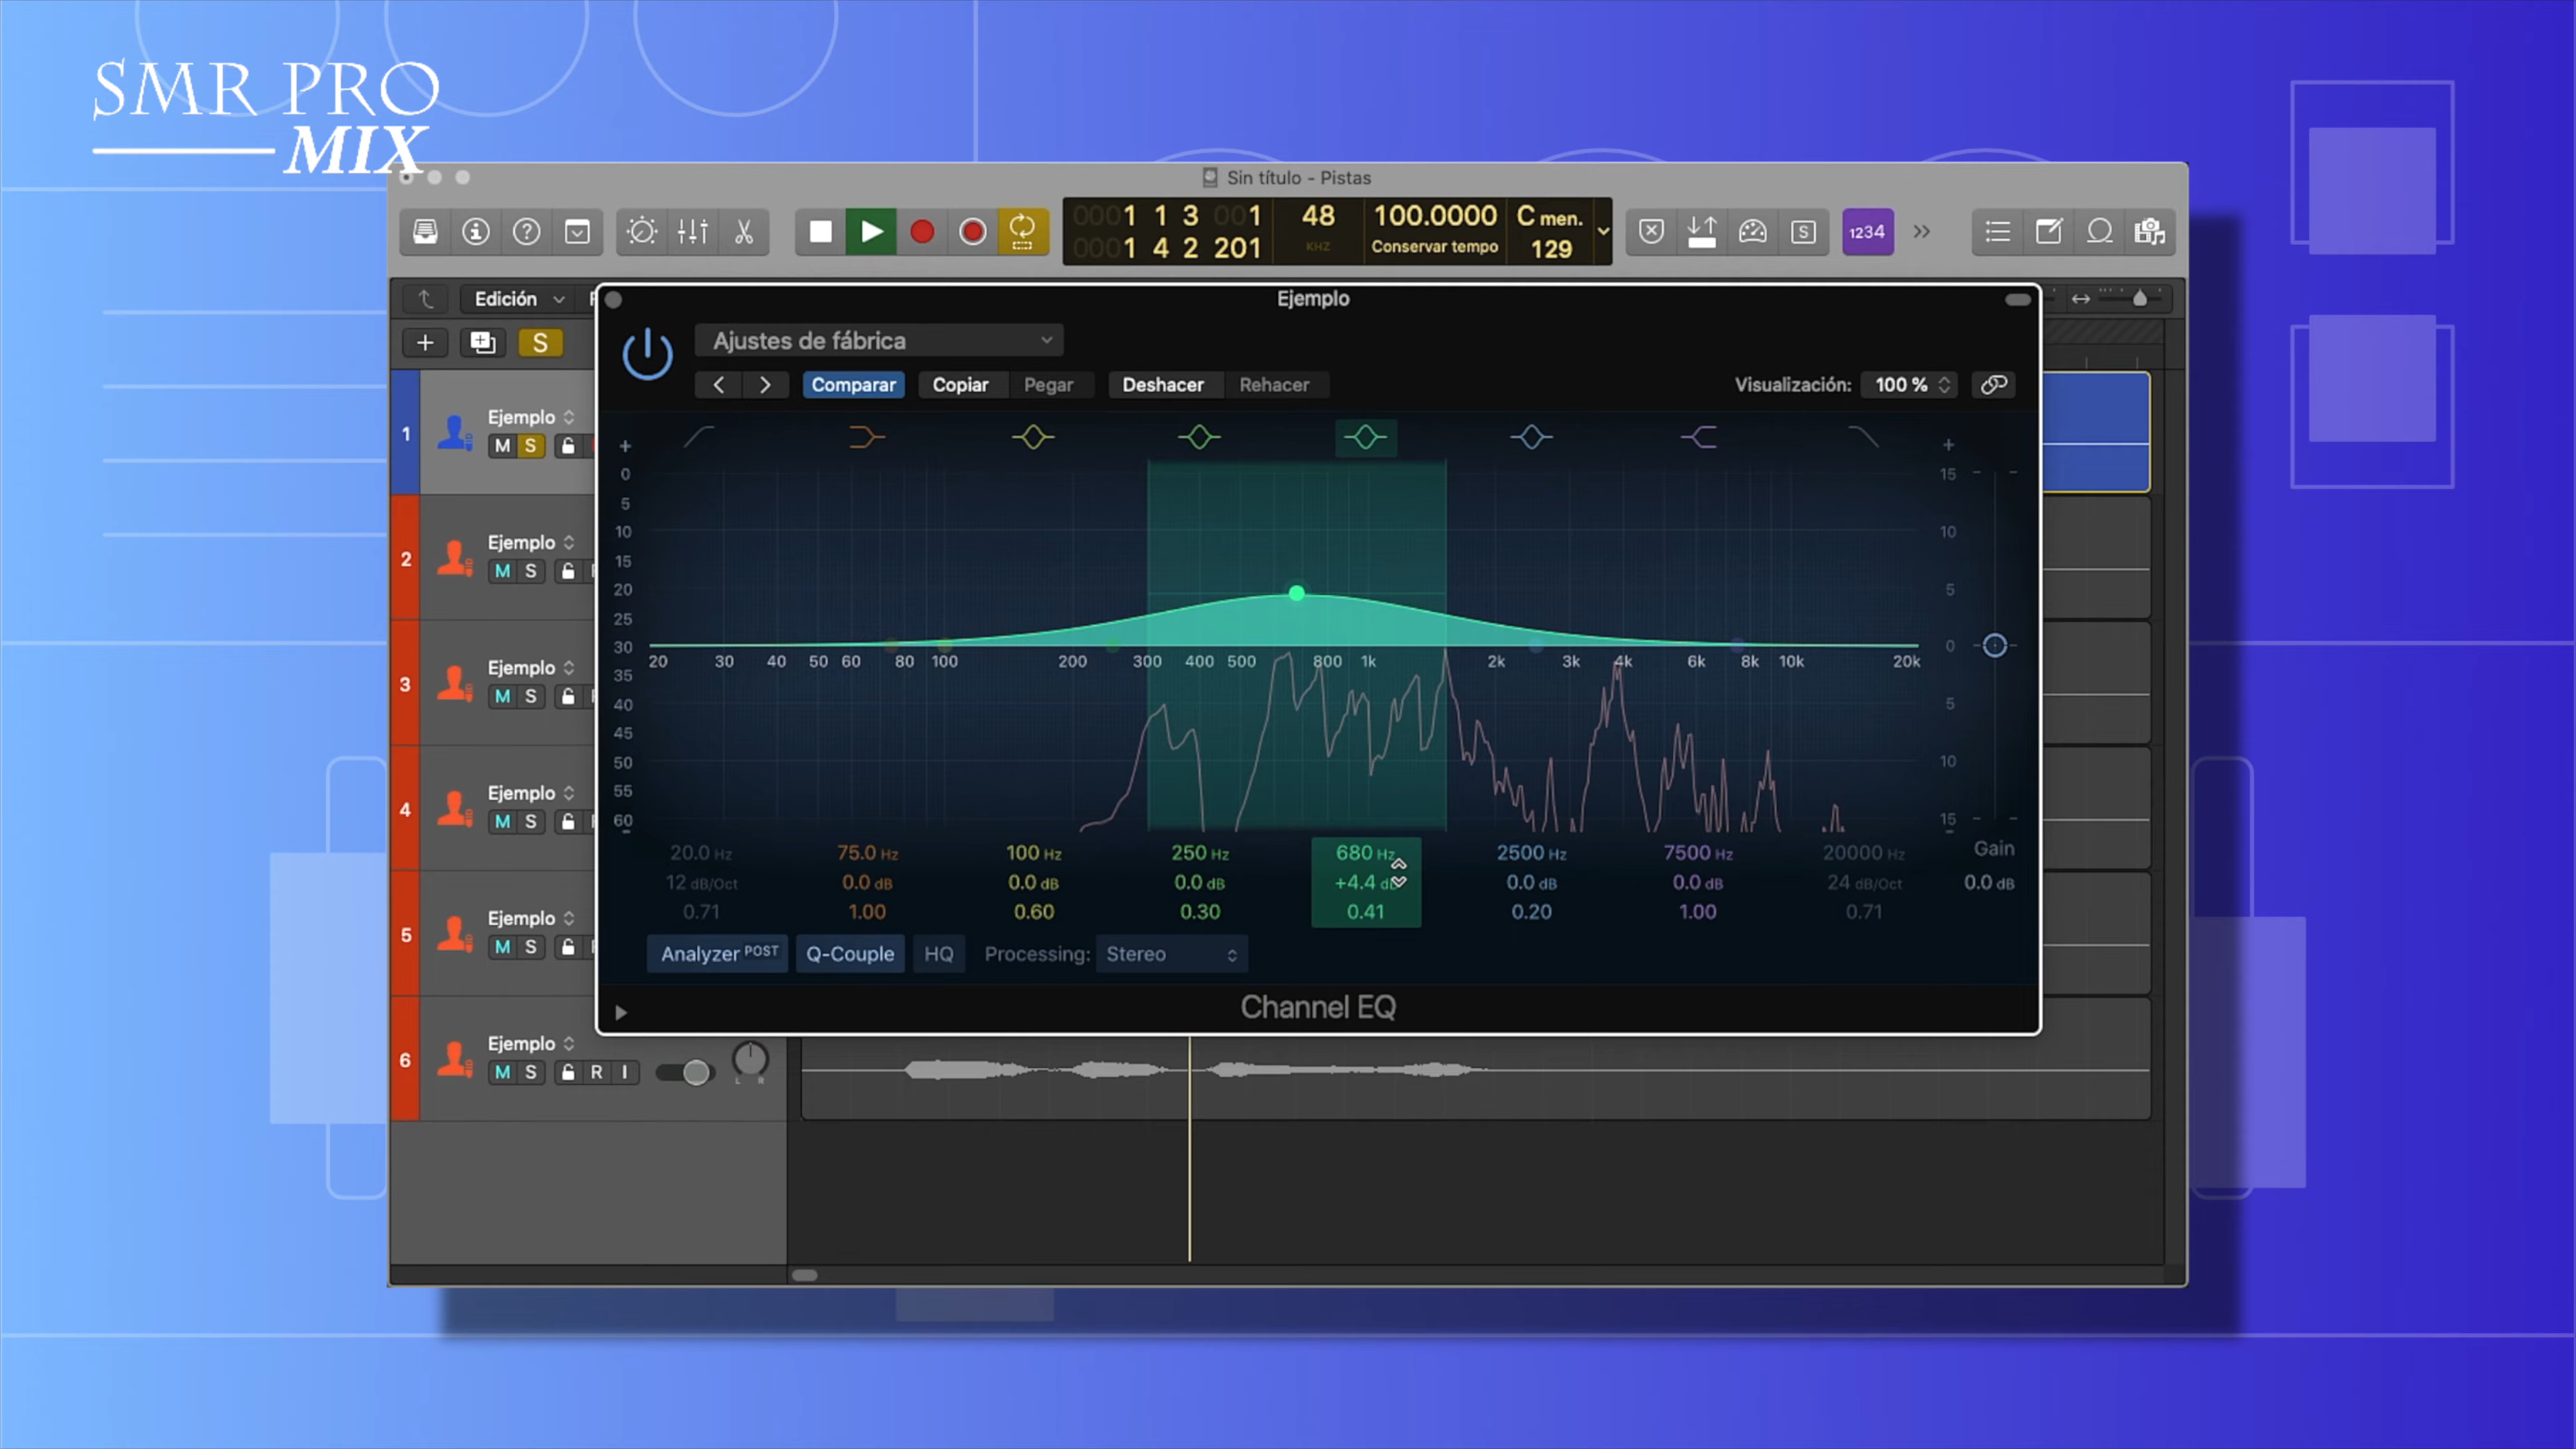 SMR PRO
MIX
Sin título - Pistas
0001 1 3 001
0001 4 2 201
48
KHZ
100.0000
Conservar tempo
C men.
129
S
1234
Edición
Ejemplo
S
Ajustes de fábrica
Comparar Copiar Pegar Deshacer Rehacer
Visualización: 100 %
1 Ejemplo
M S
2 Ejemplo
M S
3 Ejemplo
M S
4 Ejemplo
M S
5 Ejemplo
M S
6 Ejemplo
M S R I
L R
+ 0 5 10 15 20 25 30 35 40 45 50 55 60 -
+ 15 10 5 0 5 10 15 -
20 30 40 50 60 80 100 200 300 400 500 800 1k 2k 3k 4k 6k 8k 10k 20k
20.0 Hz 75.0 Hz 100 Hz 250 Hz 680 Hz 2500 Hz 7500 Hz 20000 Hz Gain
12 dB/Oct 0.0 dB 0.0 dB 0.0 dB +4.4 0.0 dB 0.0 dB 24 dB/Oct 0.0 dB
0.71 1.00 0.60 0.30 0.41 0.20 1.00 0.71
Analyzer POST Q-Couple HQ Processing: Stereo
Channel EQ